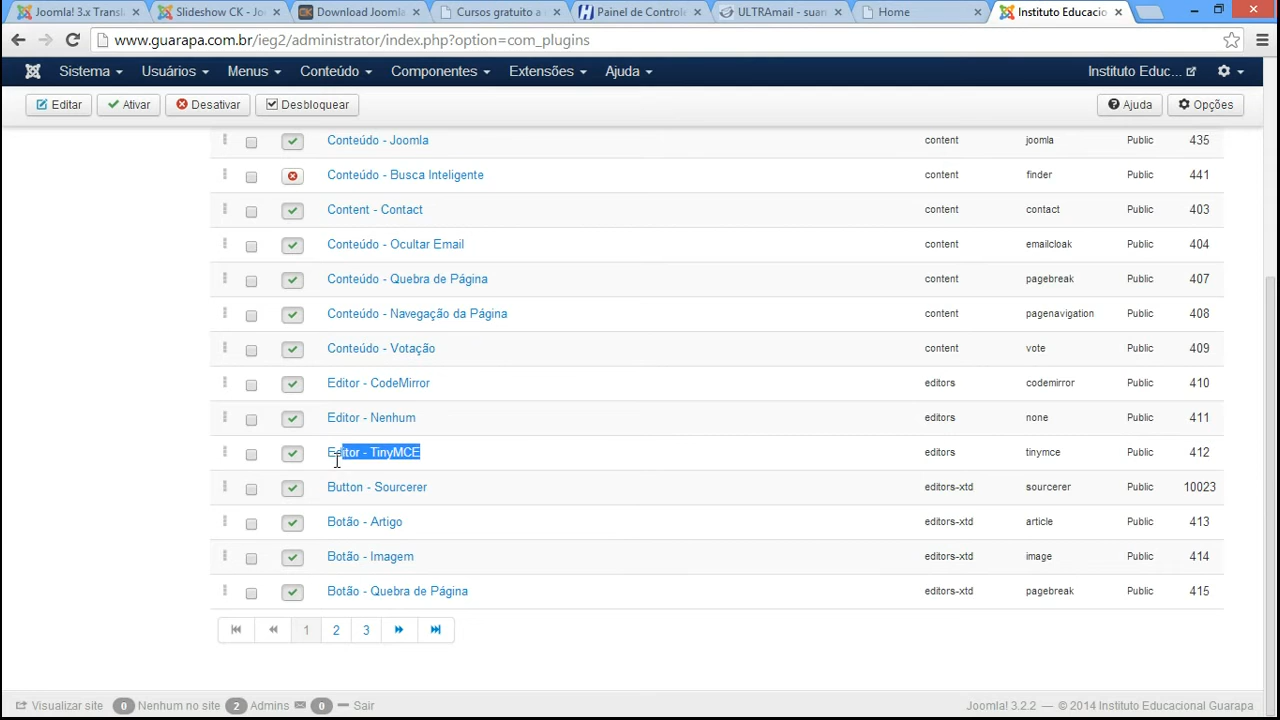 Joomla! 3.x Transla
Slideshow CK - Joo
Download Joomla
Cursos gratuito a
Painel de Controle
ULTRAmail - suan
Home
Instituto Educacio
www.guarapa.com.br/ieg2/administrator/index.php?option=com_plugins
Sistema Usuários Menus Conteúdo Componentes Extensões Ajuda Instituto Educ...
Editar Ativar Desativar Desbloquear Ajuda Opções
Conteúdo - Joomla content joomla Public 435
Conteúdo - Busca Inteligente content finder Public 441
Content - Contact content contact Public 403
Conteúdo - Ocultar Email content emailcloak Public 404
Conteúdo - Quebra de Página content pagebreak Public 407
Conteúdo - Navegação da Página content pagenavigation Public 408
Conteúdo - Votação content vote Public 409
Editor - CodeMirror editors codemirror Public 410
Editor - Nenhum editors none Public 411
Editor - TinyMCE editors tinymce Public 412
Button - Sourcerer editors-xtd sourcerer Public 10023
Botão - Artigo editors-xtd article Public 413
Botão - Imagem editors-xtd image Public 414
Botão - Quebra de Página editors-xtd pagebreak Public 415
1 2 3
Visualizar site 0 Nenhum no site 2 Admins 0 Sair Joomla! 3.2.2 — © 2014 Instituto Educacional Guarapa